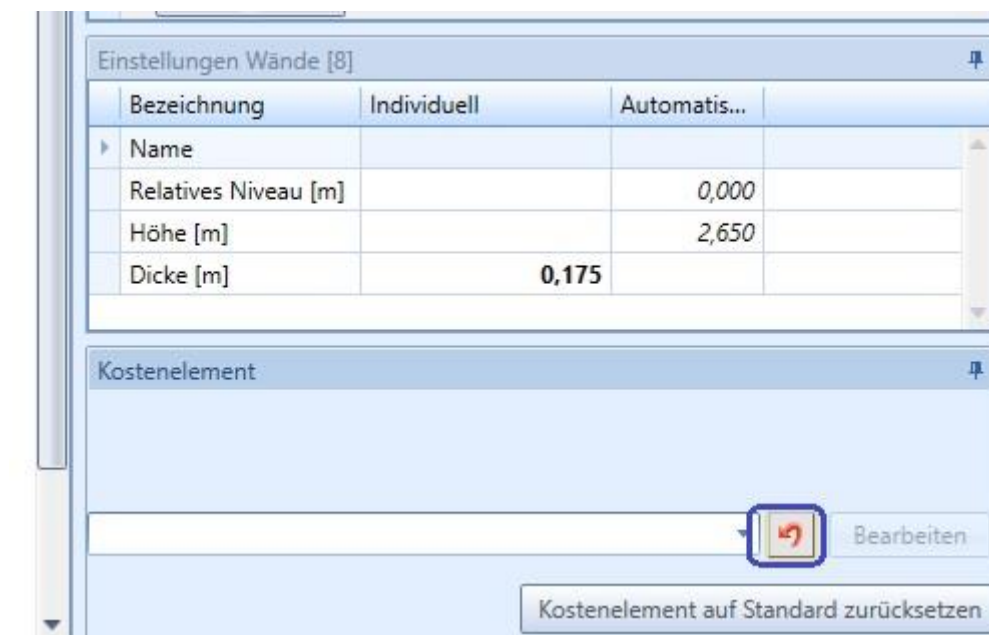 Einstellungen Wände [8]
Bezeichnung Individuell Automatis...
Name
Relatives Niveau [m] 0,000
Höhe [m] 2,650
Dicke [m] 0,175
Kostenelement
Bearbeiten
Kostenelement auf Standard zurücksetzen